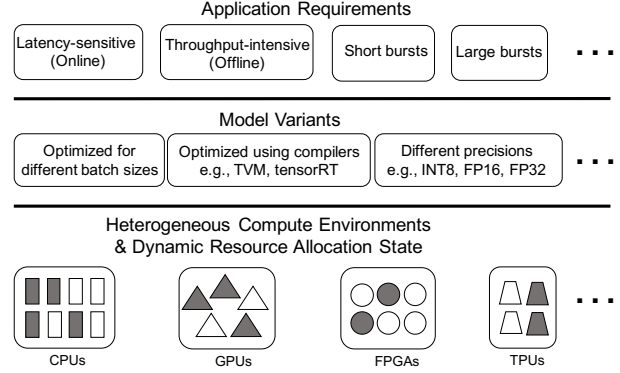 Application Requirements
Latency-sensitive
(Online)
Throughput-intensive
(Offline)
Short bursts
Large bursts
...
Model Variants
Optimized for
different batch sizes
Optimized using compilers
e.g., TVM, tensorRT
Different precisions
e.g., INT8, FP16, FP32
...
Heterogeneous Compute Environments
& Dynamic Resource Allocation State
...
CPUs
GPUs
FPGAs
TPUs